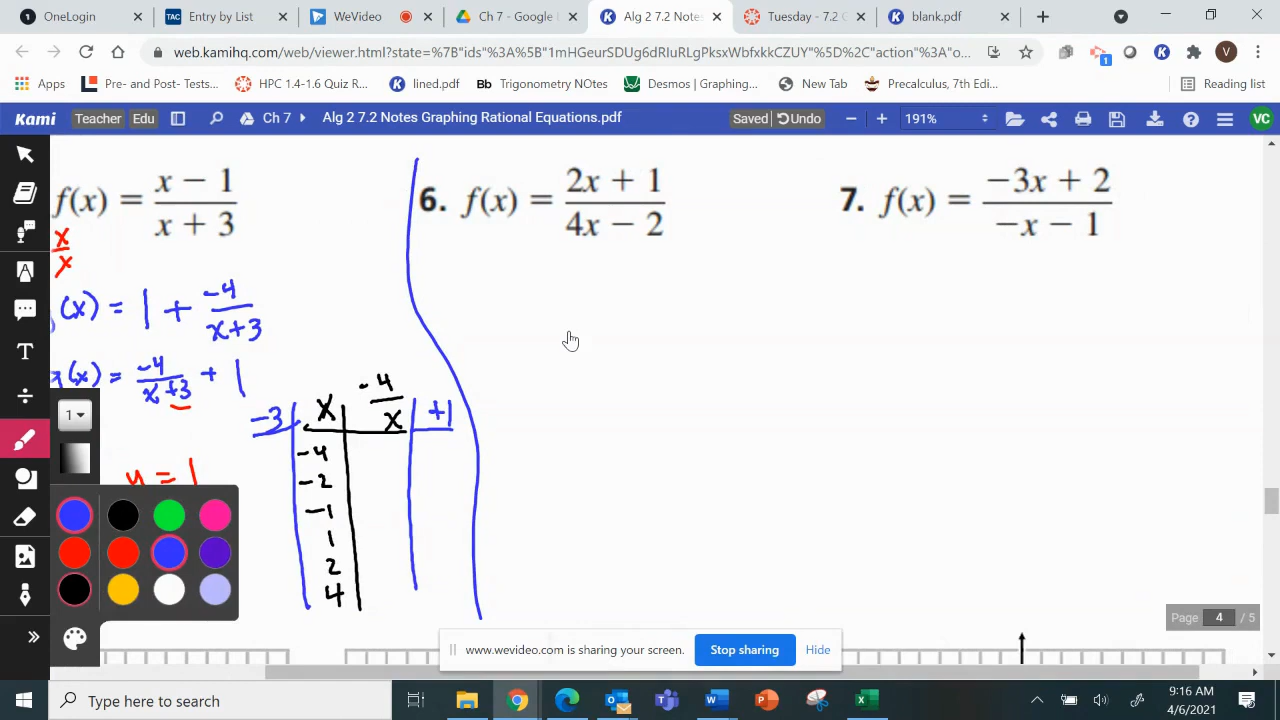 OneLogin
Entry by List
WeVideo
Ch 7 - Google
Alg 2 7.2 Notes
Tuesday - 7.2 C
blank.pdf
web.kamihq.com/web/viewer.html?state=%7B"ids"%3A%5B"1mHGeurSDUg6dRIuRLgPksxWbfxkkCZUY"%5D%2C"action"%3A"o...
Apps
Pre- and Post- Tests...
HPC 1.4-1.6 Quiz R...
lined.pdf
Bb Trigonometry NOtes
Desmos | Graphing...
New Tab
Precalculus, 7th Edi...
Reading list
Kami
Teacher
Edu
Ch 7
Alg 2 7.2 Notes Graphing Rational Equations.pdf
Saved
Undo
191%
VC
f(x) = x − 1 / x + 3
6. f(x) = 2x + 1 / 4x − 2
7. f(x) = −3x + 2 / −x − 1
x / x
(x) = 1 + -4 / x+3
(x) = -4 / x+3 + 1
y = 1
-3 | x | -4 / x | +1
-4
-2
-1
1
2
4
T
1
Page 4 / 5
www.wevideo.com is sharing your screen.
Stop sharing
Hide
Type here to search
9:16 AM
4/6/2021